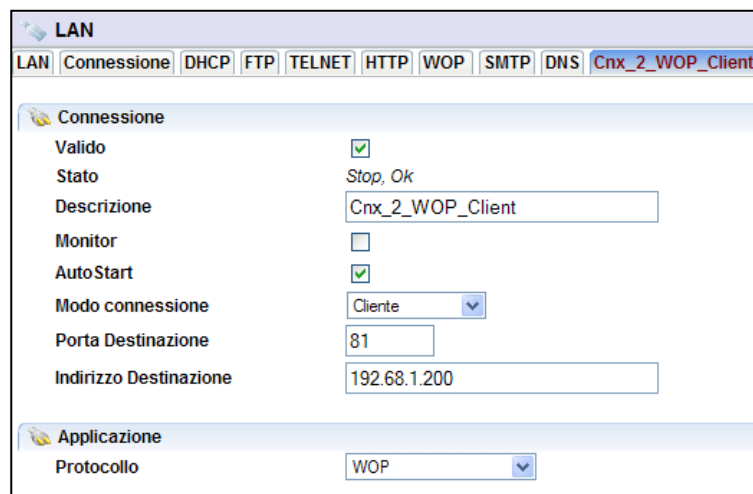 LAN
LAN Connessione DHCP FTP TELNET HTTP WOP SMTP DNS Cnx_2_WOP_Client
Connessione
Valido
Stato Stop, Ok
Descrizione Cnx_2_WOP_Client
Monitor
AutoStart
Modo connessione Cliente
Porta Destinazione 81
Indirizzo Destinazione 192.68.1.200
Applicazione
Protocollo WOP